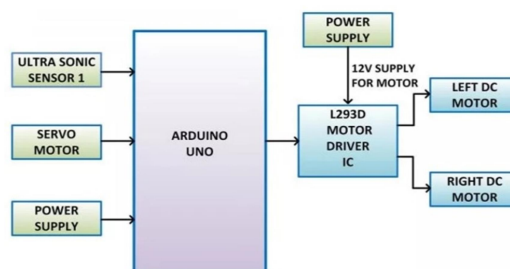 ULTRA SONIC
SENSOR 1
SERVO
MOTOR
POWER
SUPPLY
ARDUINO
UNO
POWER
SUPPLY
12V SUPPLY
FOR MOTOR
L293D
MOTOR
DRIVER
IC
LEFT DC
MOTOR
RIGHT DC
MOTOR